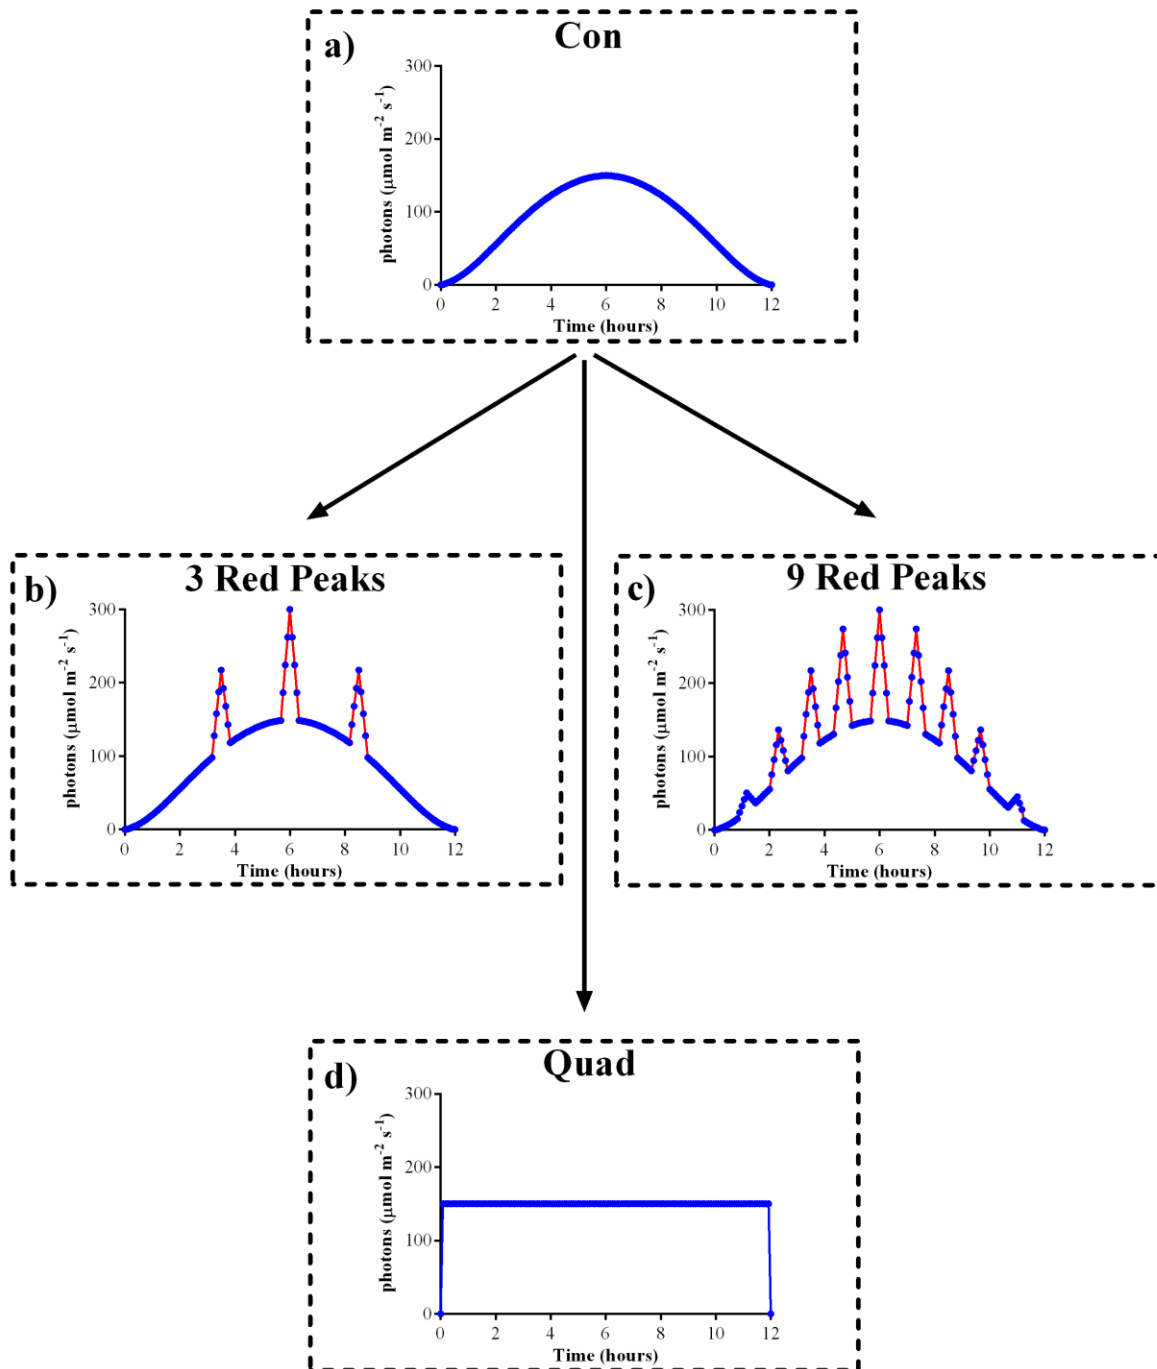 a)
Con
photons (μmol m⁻² s⁻¹)
300
200
100
0
0 2 4 6 8 10 12
Time (hours)
b)
3 Red Peaks
photons (μmol m⁻² s⁻¹)
300
200
100
0
0 2 4 6 8 10 12
Time (hours)
c)
9 Red Peaks
photons (μmol m⁻² s⁻¹)
300
200
100
0
0 2 4 6 8 10 12
Time (hours)
d)
Quad
photons (μmol m⁻² s⁻¹)
300
200
100
0
0 2 4 6 8 10 12
Time (hours)